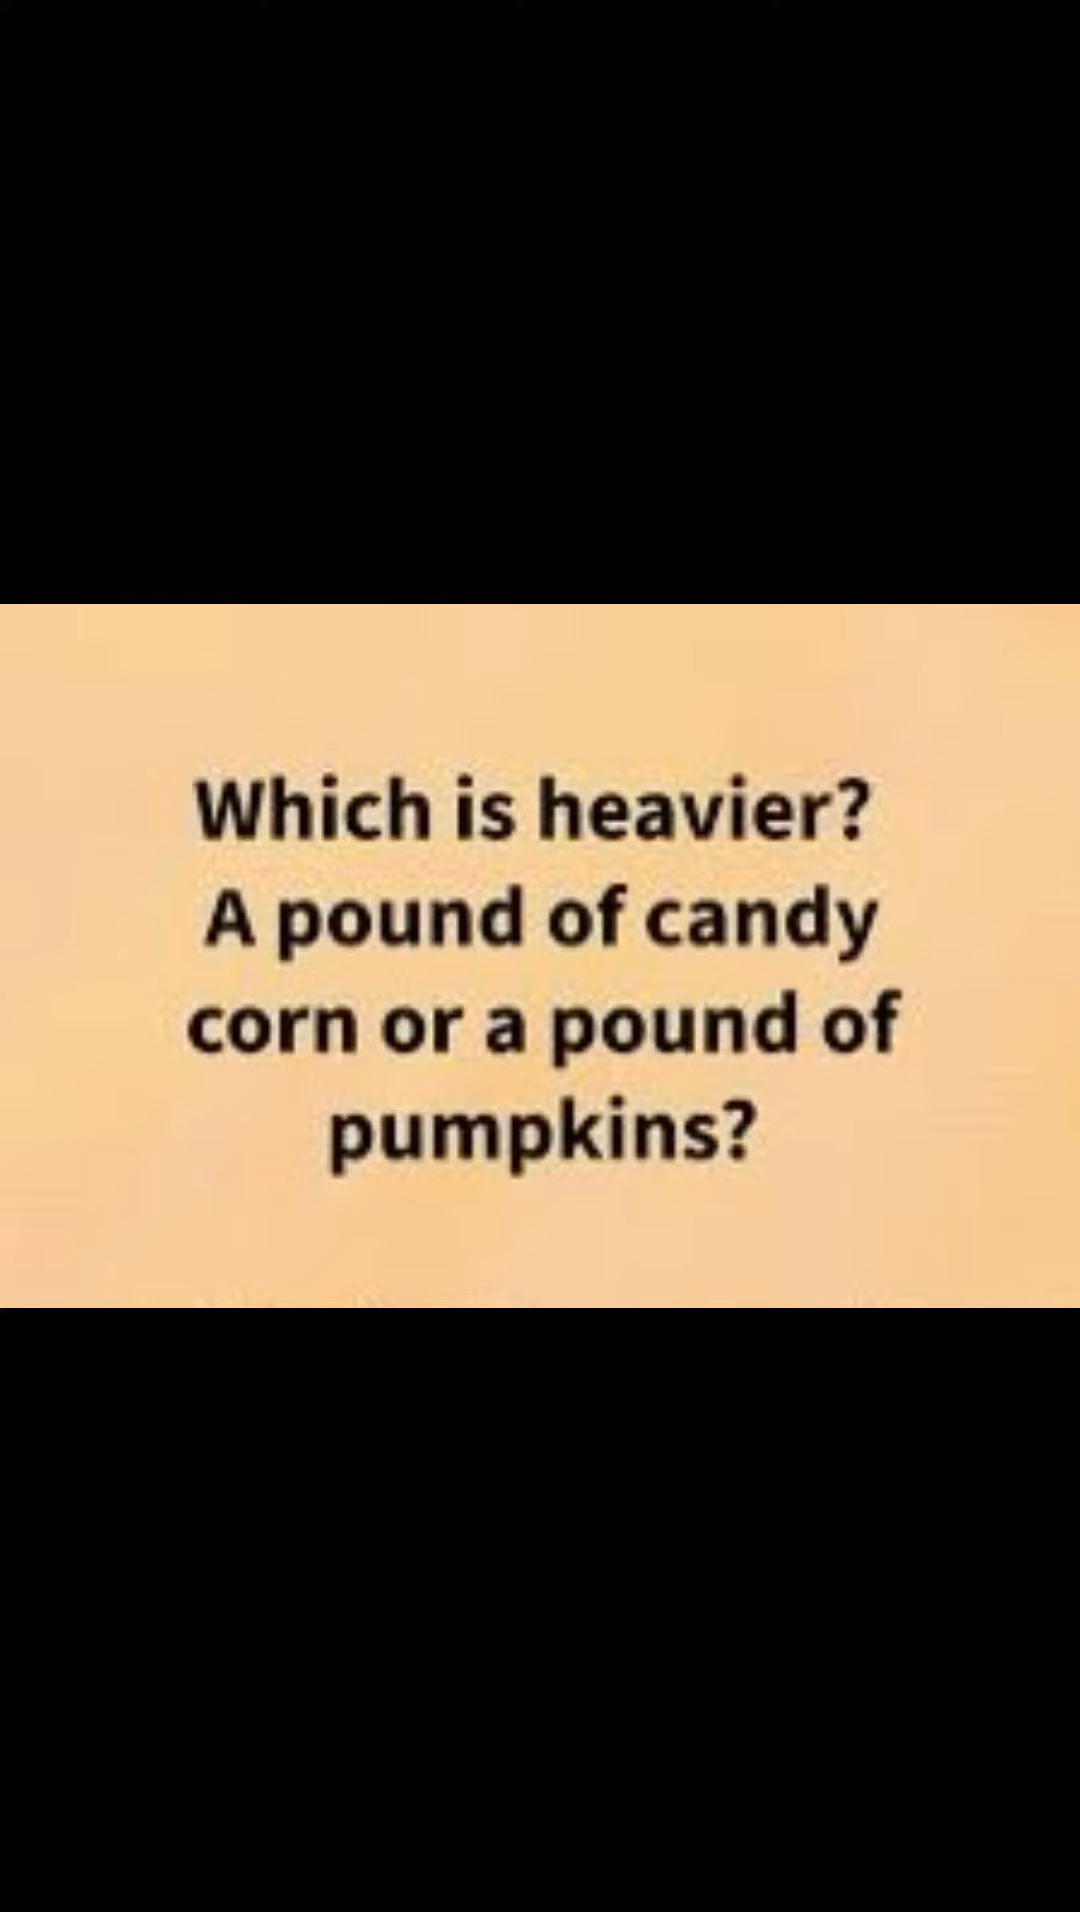 Which is heavier?
A pound of candy
corn or a pound of
pumpkins?